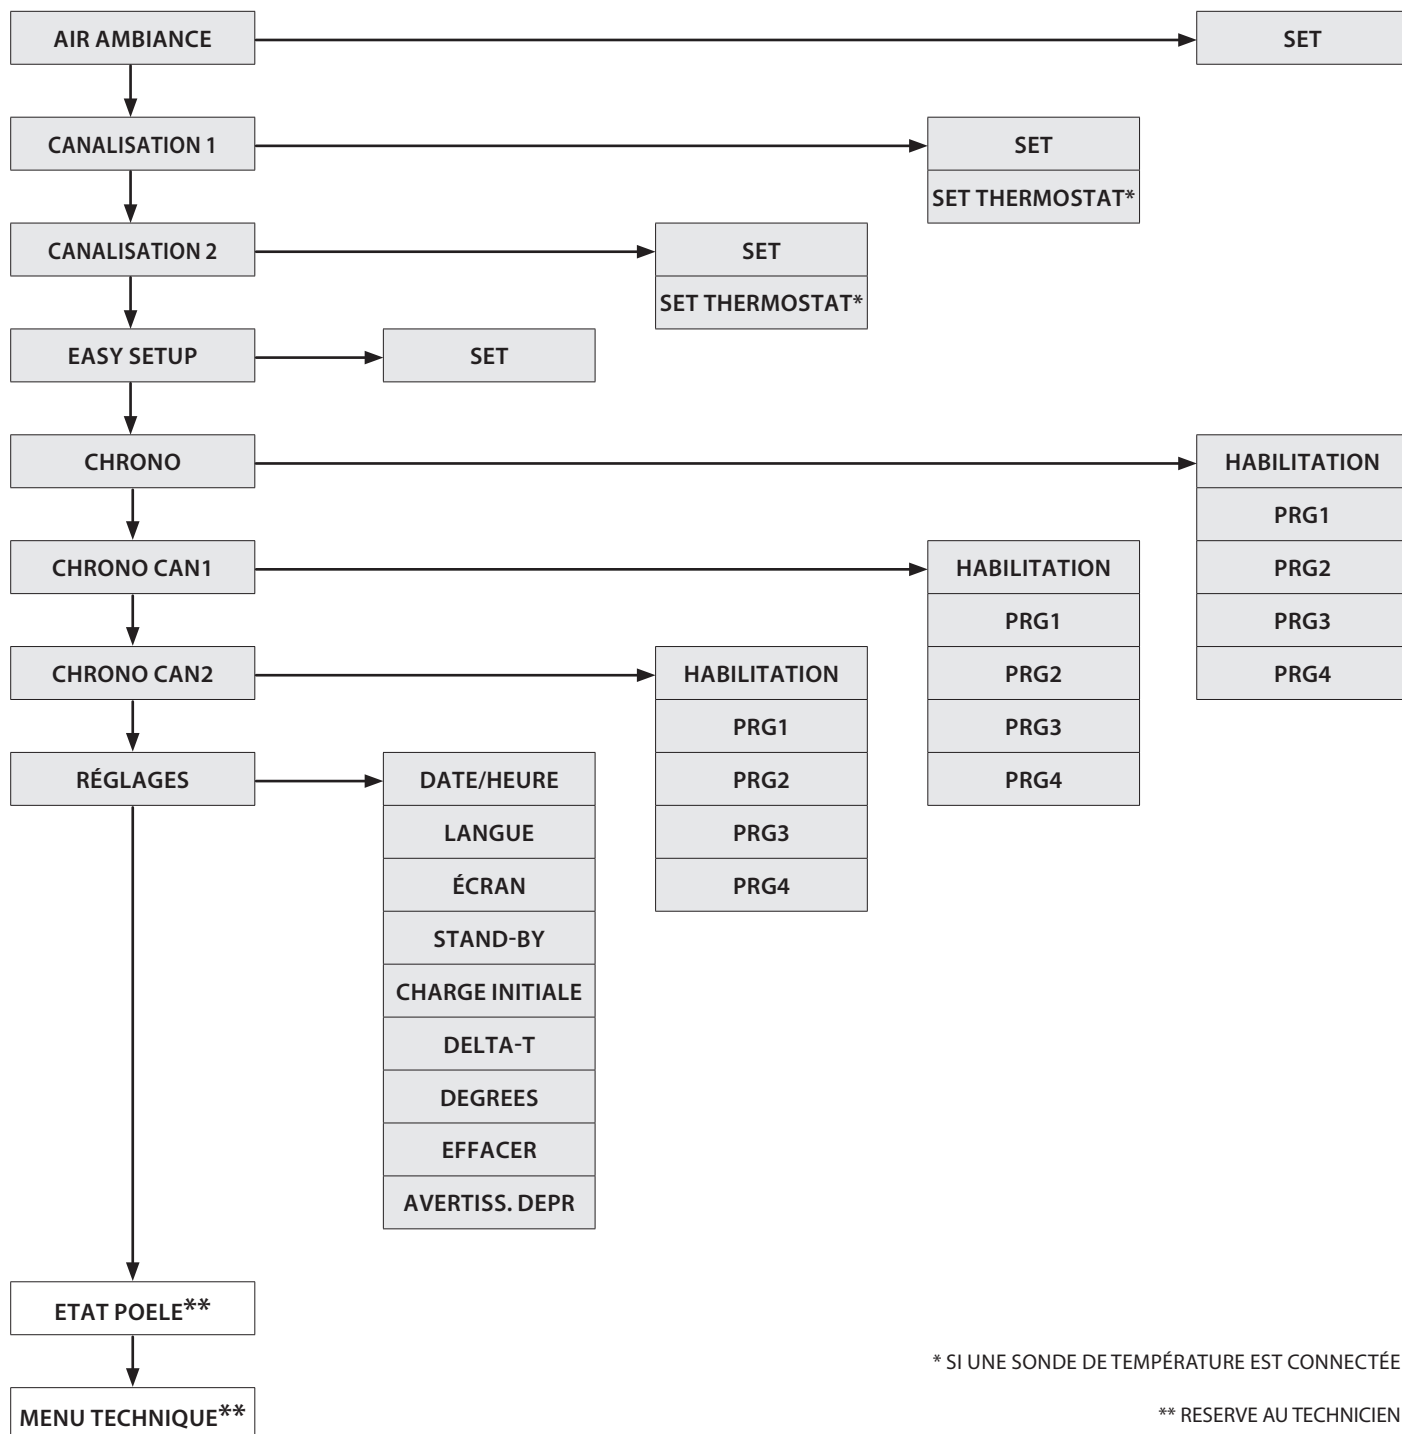 AIR AMBIANCE
SET
CANALISATION 1
SET
SET THERMOSTAT*
CANALISATION 2
SET
SET THERMOSTAT*
EASY SETUP
SET
CHRONO
HABILITATION
PRG1
PRG2
PRG3
PRG4
CHRONO CAN1
HABILITATION
PRG1
PRG2
PRG3
PRG4
CHRONO CAN2
HABILITATION
PRG1
PRG2
PRG3
PRG4
RÉGLAGES
DATE/HEURE
LANGUE
ÉCRAN
STAND-BY
CHARGE INITIALE
DELTA-T
DEGREES
EFFACER
AVERTISS. DEPR
ETAT POELE**
MENU TECHNIQUE**
* SI UNE SONDE DE TEMPÉRATURE EST CONNECTÉE
** RESERVE AU TECHNICIEN